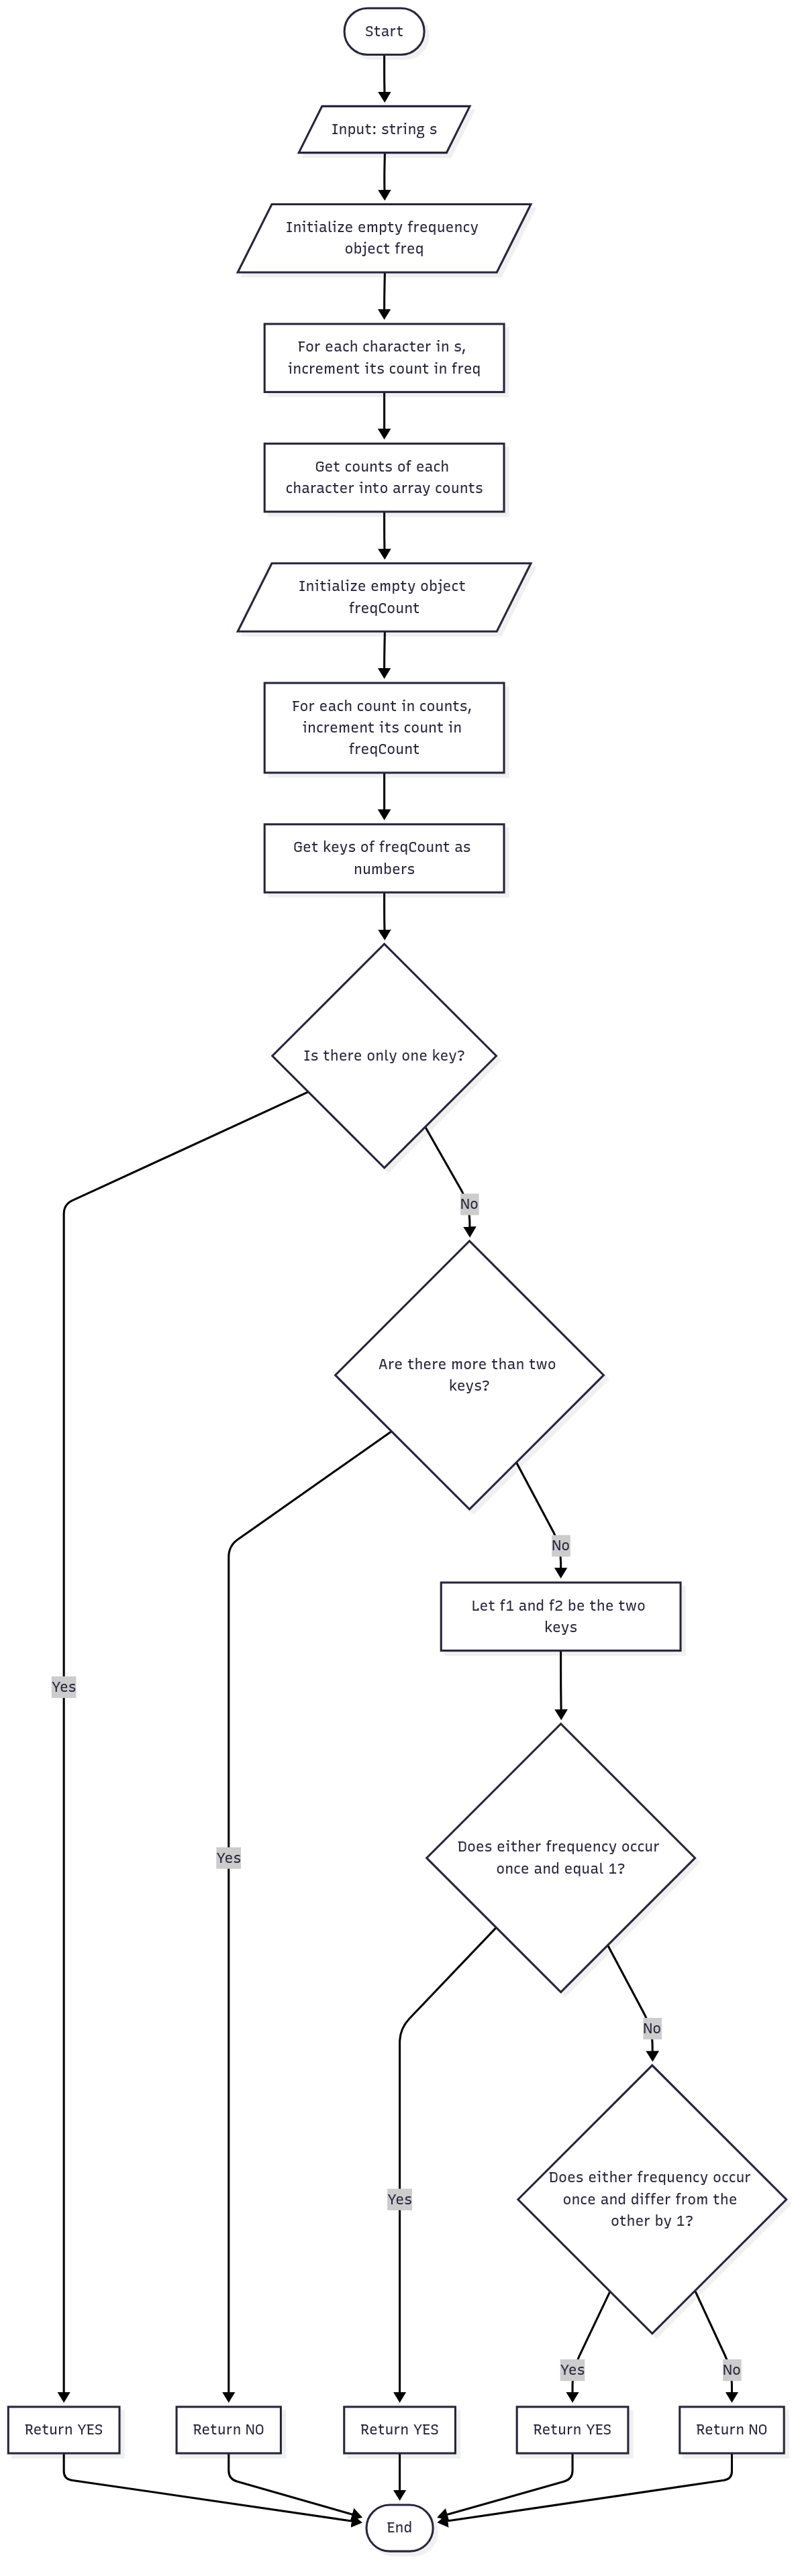 Start
Input: string s
Initialize empty frequency
object freq
For each character in s,
increment its count in freq
Get counts of each
character into array counts
Initialize empty object
freqCount
For each count in counts,
increment its count in
freqCount
Get keys of freqCount as
numbers
Is there only one key?
No
Are there more than two
keys?
No
Let f1 and f2 be the two
keys
Yes
Does either frequency occur
once and equal 1?
Yes
No
Does either frequency occur
once and differ from the
other by 1?
Yes
Yes
No
Return YES
Return NO
Return YES
Return YES
Return NO
End